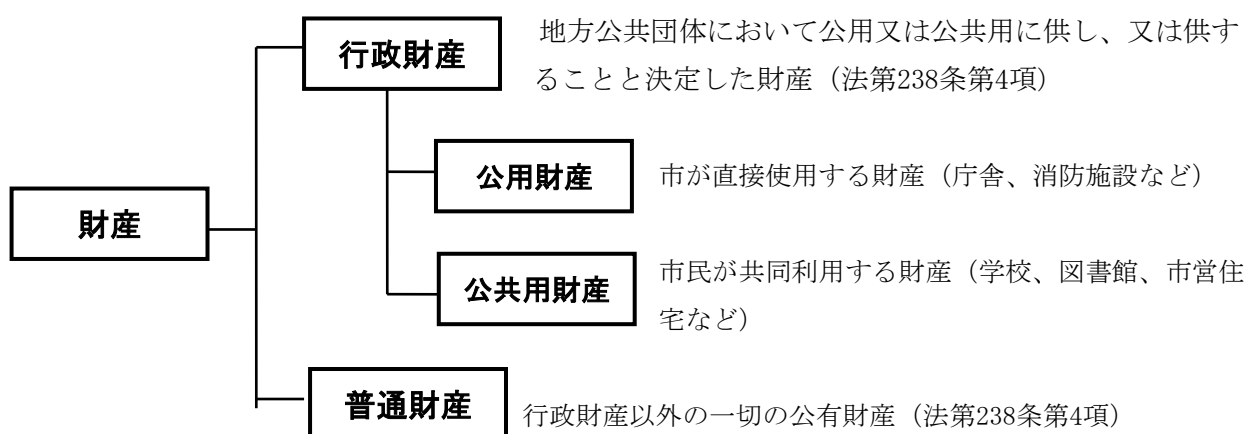 行政財産
地方公共団体において公用又は公共用に供し、又は供す
ることと決定した財産（法第238条第4項）
公用財産
市が直接使用する財産（庁舎、消防施設など）
財産
公共用財産
市民が共同利用する財産（学校、図書館、市営住
宅など）
普通財産
行政財産以外の一切の公有財産（法第238条第4項）